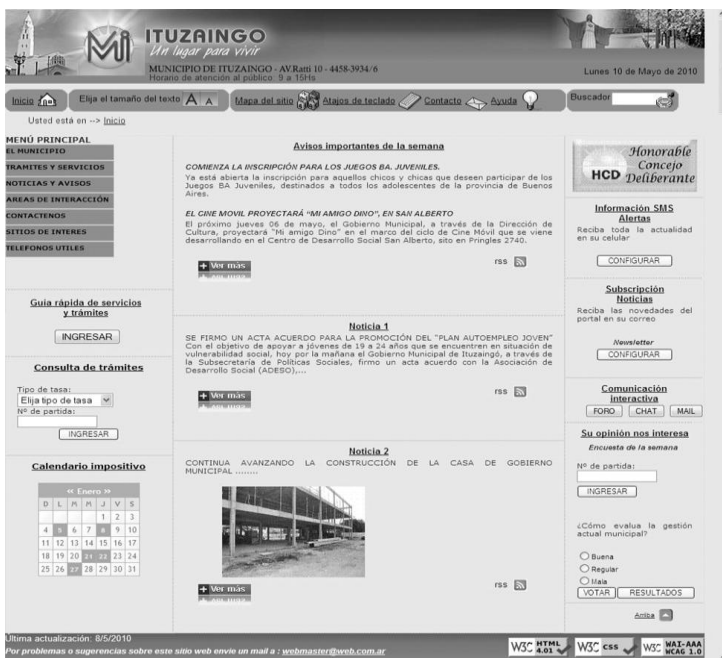 Mi
ITUZAINGO
Un lugar para vivir
MUNICIPIO DE ITUZAINGO - AV.Ratti 10 - 4458-3934/6
Horario de atención al público: 9 a 15Hs
Lunes 10 de Mayo de 2010
Inicio Elija el tamaño del texto A A Mapa del sitio Atajos de teclado Contacto Ayuda Buscador
Usted está en --> Inicio
MENÚ PRINCIPAL
EL MUNICIPIO
TRAMITES Y SERVICIOS
NOTICIAS Y AVISOS
AREAS DE INTERACCIÓN
CONTACTENOS
SITIOS DE INTERES
TELEFONOS UTILES
Guia rápida de servicios
y trámites
INGRESAR
Consulta de trámites
Tipo de tasa:
Elija tipo de tasa
Nº de partida:
INGRESAR
Calendario impositivo
<< Enero >>
D L M M J V S
1 2 3
4 5 6 7 8 9 10
11 12 13 14 15 16 17
18 19 20 21 22 23 24
25 26 27 28 29 30 31
Avisos importantes de la semana
COMIENZA LA INSCRIPCIÓN PARA LOS JUEGOS BA. JUVENILES.
Ya está abierta la inscripción para aquellos chicos y chicas que deseen participar de los
Juegos BA Juveniles, destinados a todos los adolescentes de la provincia de Buenos
Aires.
EL CINE MOVIL PROYECTARÁ "MI AMIGO DINO", EN SAN ALBERTO
El próximo jueves 06 de mayo, el Gobierno Municipal, a través de la Dirección de
Cultura, proyectará "Mi amigo Dino" en el marco del ciclo de Cine Móvil que se viene
desarrollando en el Centro de Desarrollo Social San Alberto, sito en Pringles 2740.
+ Ver más
rss
Noticia 1
SE FIRMO UN ACTA ACUERDO PARA LA PROMOCIÓN DEL "PLAN AUTOEMPLEO JOVEN"
Con el objetivo de apoyar a jóvenes de 19 a 24 años que se encuentren en situación de
vulnerabilidad social, hoy por la mañana el Gobierno Municipal de Ituzaingó, a través de
la Subsecretaría de Políticas Sociales, firmo un acta acuerdo con la Asociación de
Desarrollo Social (ADESO),...
+ Ver más
rss
Noticia 2
CONTINUA AVANZANDO LA CONSTRUCCIÓN DE LA CASA DE GOBIERNO
MUNICIPAL ........
+ Ver más
rss
HCD Honorable
Concejo
Deliberante
Información SMS
Alertas
Reciba toda la actualidad
en su celular
CONFIGURAR
Subscripción
Noticias
Reciba las novedades del
portal en su correo
Newsletter
CONFIGURAR
Comunicación
interactiva
FORO CHAT MAIL
Su opinión nos interesa
Encuesta de la semana
Nº de partida:
INGRESAR
¿Cómo evalua la gestión
actual municipal?
Buena
Regular
Mala
VOTAR RESULTADOS
Arriba
Última actualización: 8/5/2010
Por problemas o sugerencias sobre este sitio web envíe un mail a : webmaster@web.com.ar
W3C HTML 4.01 W3C css W3C WAI-AAA WCAG 1.0